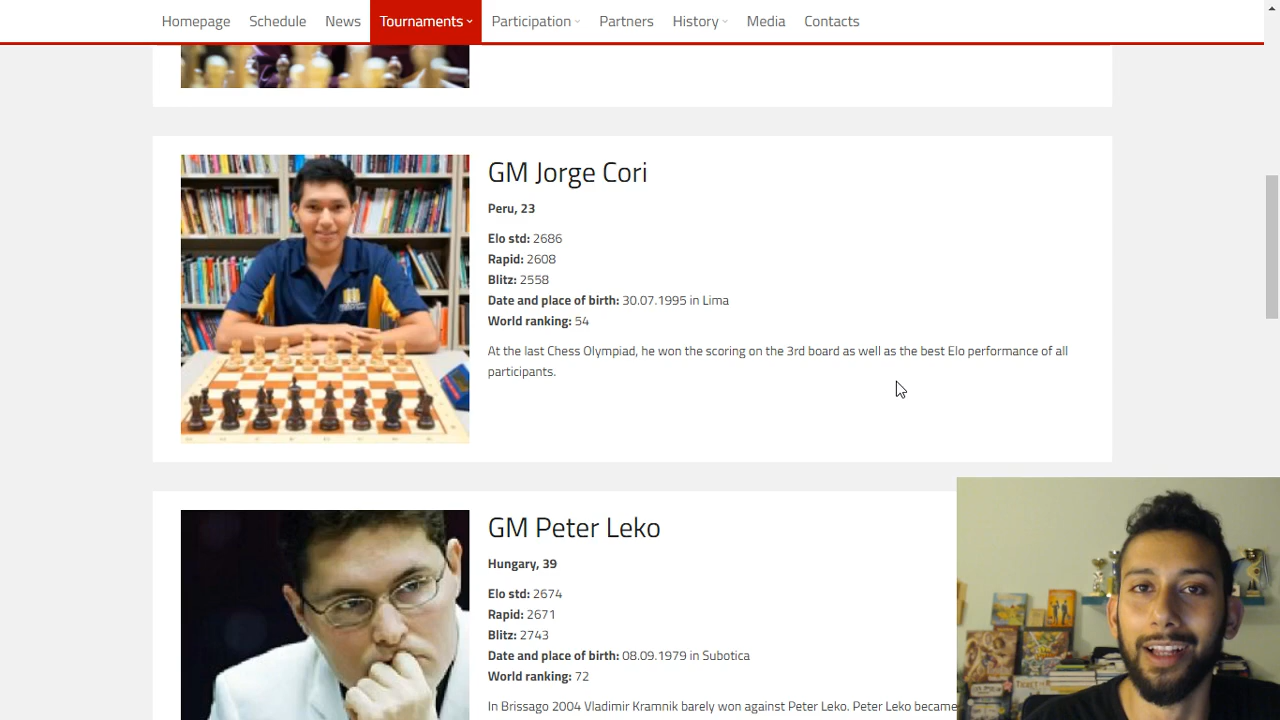 Homepage Schedule News Tournaments Participation Partners History Media Contacts
GM Jorge Cori
Peru, 23
Elo std: 2686
Rapid: 2608
Blitz: 2558
Date and place of birth: 30.07.1995 in Lima
World ranking: 54
At the last Chess Olympiad, he won the scoring on the 3rd board as well as the best Elo performance of all
participants.
GM Peter Leko
Hungary, 39
Elo std: 2674
Rapid: 2671
Blitz: 2743
Date and place of birth: 08.09.1979 in Subotica
World ranking: 72
In Brissago 2004 Vladimir Kramnik barely won against Peter Leko. Peter Leko became